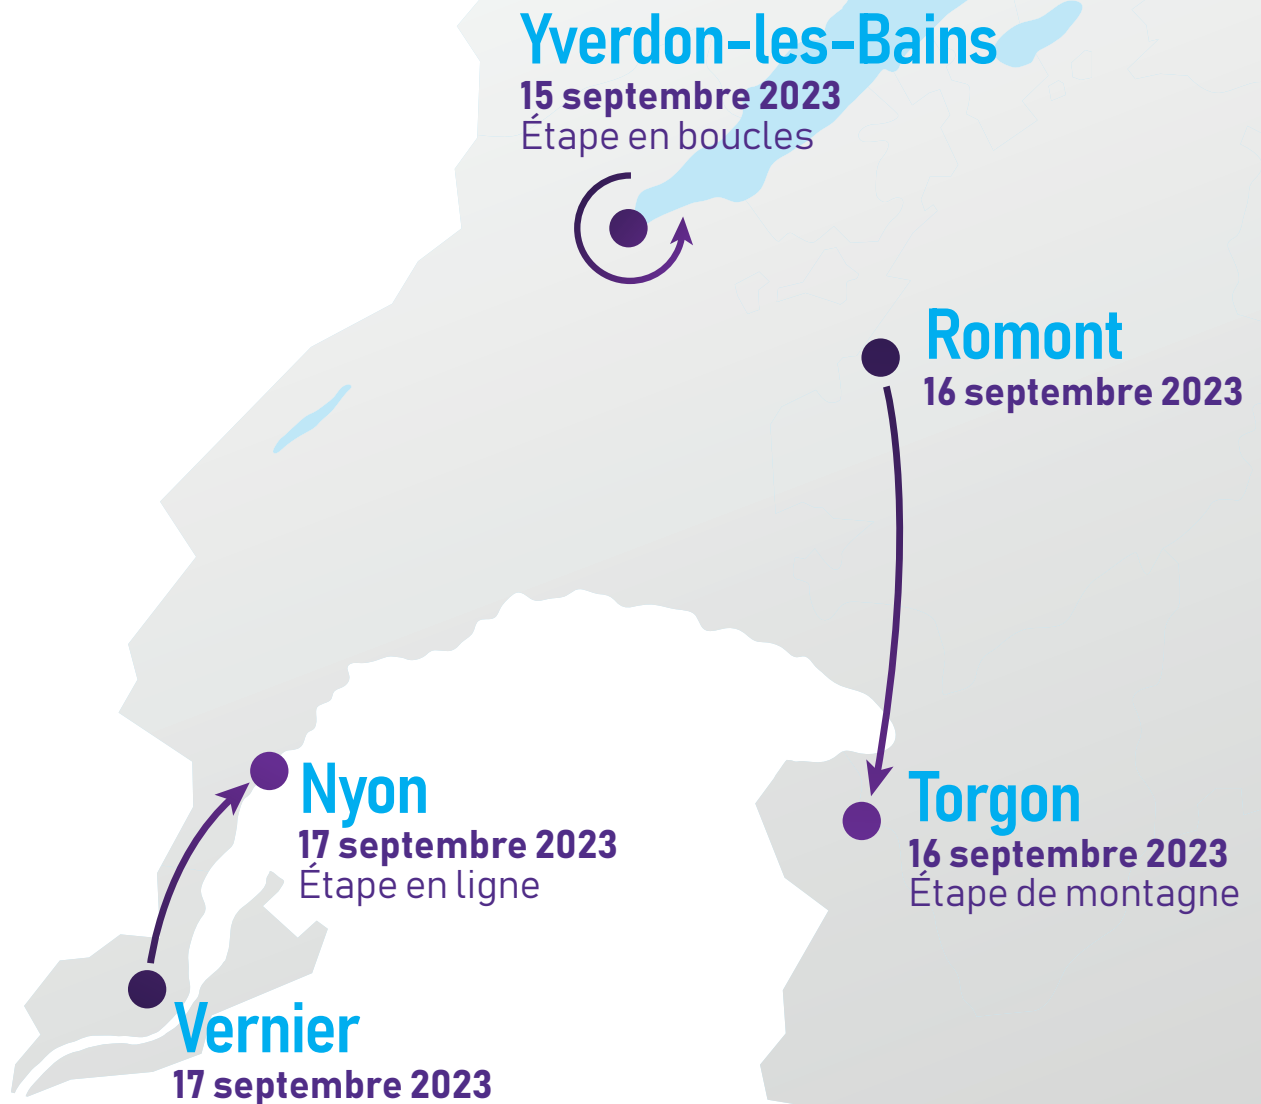 Yverdon-les-Bains
15 septembre 2023
Étape en boucles
Romont
16 septembre 2023
Nyon
17 septembre 2023
Étape en ligne
Torgon
16 septembre 2023
Étape de montagne
Vernier
17 septembre 2023